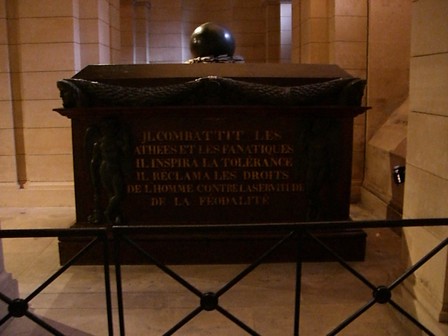 IL COMBATTIT LES
ATHEES ET LES FANATIQUES
IL INSPIRA LA TOLERANCE
IL RECLAMA LES DROITS
DE L'HOMME CONTRE LA SERVITUDE
DE LA FEODALITE